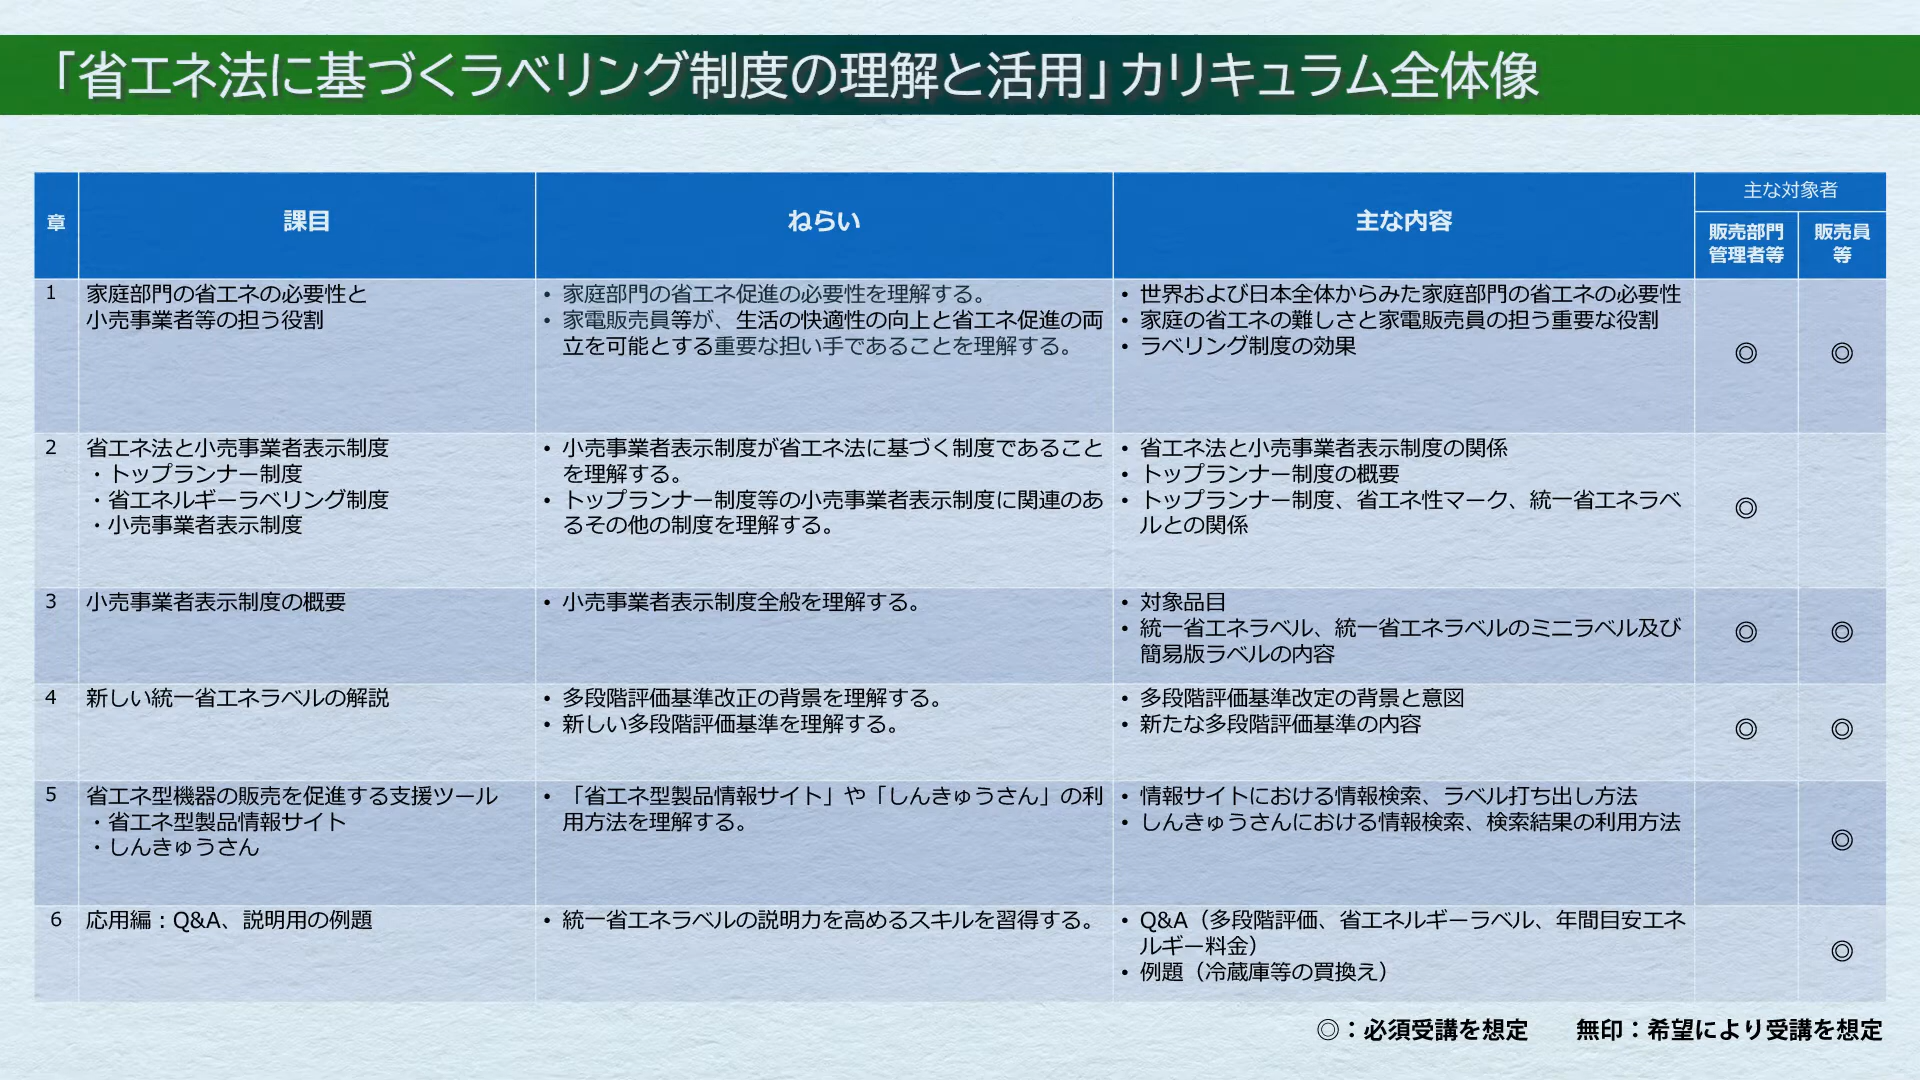 「省エネ法に基づくラベリング制度の理解と活用」カリキュラム全体像
章
課目
ねらい
主な内容
主な対象者
販売部門
管理者等
販売員
等
1
家庭部門の省エネの必要性と
小売事業者等の担う役割
• 家庭部門の省エネ促進の必要性を理解する。
• 家電販売員等が、生活の快適性の向上と省エネ促進の両
立を可能とする重要な担い手であることを理解する。
• 世界および日本全体からみた家庭部門の省エネの必要性
• 家庭の省エネの難しさと家電販売員の担う重要な役割
• ラベリング制度の効果
◎
◎
2
省エネ法と小売事業者表示制度
・トップランナー制度
・省エネルギーラベリング制度
・小売事業者表示制度
• 小売事業者表示制度が省エネ法に基づく制度であること
を理解する。
• トップランナー制度等の小売事業者表示制度に関連のあ
るその他の制度を理解する。
• 省エネ法と小売事業者表示制度の関係
• トップランナー制度の概要
• トップランナー制度、省エネ性マーク、統一省エネラベ
ルとの関係
◎
3
小売事業者表示制度の概要
• 小売事業者表示制度全般を理解する。
• 対象品目
• 統一省エネラベル、統一省エネラベルのミニラベル及び
簡易版ラベルの内容
◎
◎
4
新しい統一省エネラベルの解説
• 多段階評価基準改正の背景を理解する。
• 新しい多段階評価基準を理解する。
• 多段階評価基準改定の背景と意図
• 新たな多段階評価基準の内容
◎
◎
5
省エネ型機器の販売を促進する支援ツール
・省エネ型製品情報サイト
・しんきゅうさん
• 「省エネ型製品情報サイト」や「しんきゅうさん」の利
用方法を理解する。
• 情報サイトにおける情報検索、ラベル打ち出し方法
• しんきゅうさんにおける情報検索、検索結果の利用方法
◎
6
応用編：Q&A、説明用の例題
• 統一省エネラベルの説明力を高めるスキルを習得する。
• Q&A（多段階評価、省エネルギーラベル、年間目安エネ
ルギー料金）
• 例題（冷蔵庫等の買換え）
◎
◎：必須受講を想定　　無印：希望により受講を想定